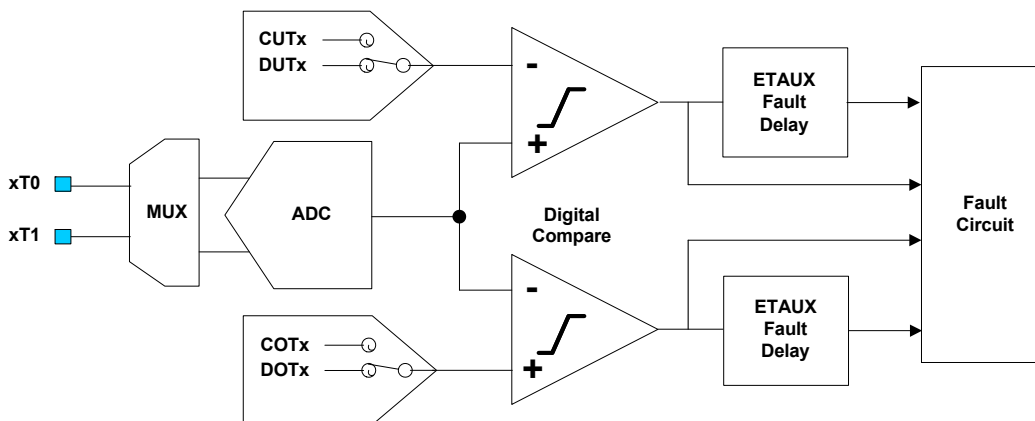 CUTx
DUTx
-
+
ETAUX
Fault
Delay
xT0
xT1
MUX
ADC
Digital
Compare
Fault
Circuit
-
+
ETAUX
Fault
Delay
COTx
DOTx